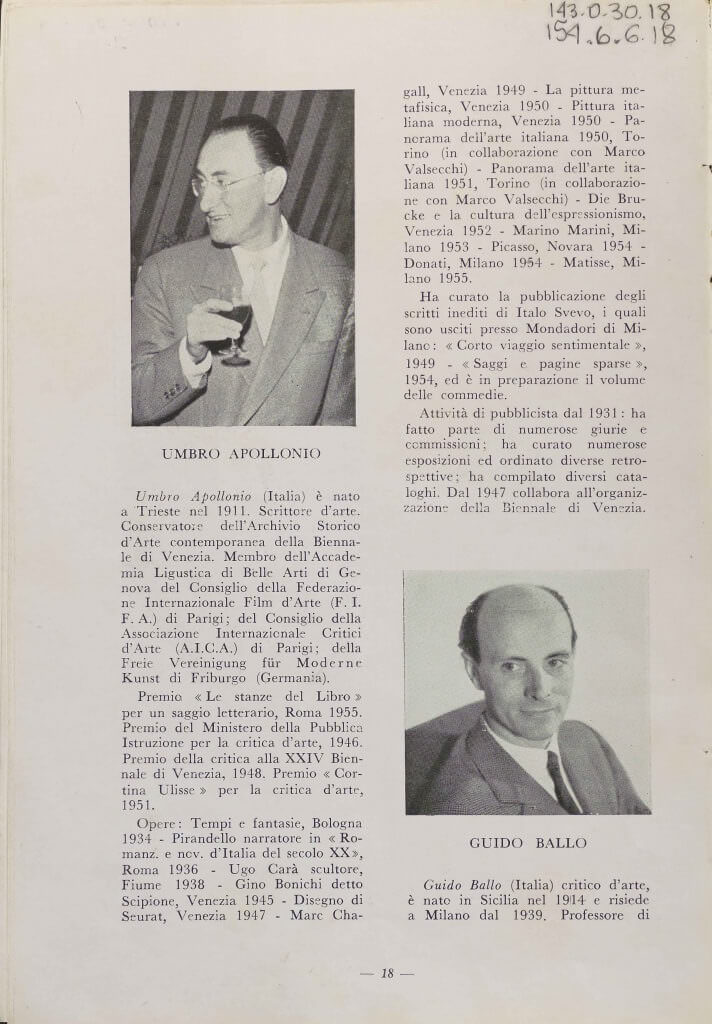 143.0.30.18
154.6.6.18
UMBRO APOLLONIO
Umbro Apollonio (Italia) è nato
a Trieste nel 1911. Scrittore d'arte.
Conservatore dell'Archivio Storico
d'Arte contemporanea della Bienna-
le di Venezia. Membro dell'Accade-
mia Ligustica di Belle Arti di Ge-
nova del Consiglio della Federazio-
ne Internazionale Film d'Arte (F. I.
F. A.) di Parigi; del Consiglio della
Associazione Internazionale Critici
d'Arte (A.I.C.A.) di Parigi; della
Freie Vereinigung für Moderne
Kunst di Friburgo (Germania).
Premio « Le stanze del Libro »
per un saggio letterario, Roma 1955.
Premio del Ministero della Pubblica
Istruzione per la critica d'arte, 1946.
Premio della critica alla XXIV Bien-
nale di Venezia, 1948. Premio « Cor-
tina Ulisse » per la critica d'arte,
1951.
Opere: Tempi e fantasie, Bologna
1934 - Pirandello narratore in « Ro-
manz. e nov. d'Italia del secolo XX»,
Roma 1936 - Ugo Carà scultore,
Fiume 1938 - Gino Bonichi detto
Scipione, Venezia 1945 - Disegno di
Seurat, Venezia 1947 - Marc Cha-
gall, Venezia 1949 - La pittura me-
tafisica, Venezia 1950 - Pittura ita-
liana moderna, Venezia 1950 - Pa-
norama dell'arte italiana 1950, To-
rino (in collaborazione con Marco
Valsecchi) - Panorama dell'arte ita-
liana 1951, Torino (in collaborazio-
ne con Marco Valsecchi) - Die Bru-
cke e la cultura dell'espressionismo,
Venezia 1952 - Marino Marini, Mi-
lano 1953 - Picasso, Novara 1954 -
Donati, Milano 1954 - Matisse, Mi-
lano 1955.
Ha curato la pubblicazione degli
scritti inediti di Italo Svevo, i quali
sono usciti presso Mondadori di Mi-
lano: « Corto viaggio sentimentale »,
1949 - « Saggi e pagine sparse »,
1954, ed è in preparazione il volume
delle commedie.
Attività di pubblicista dal 1931: ha
fatto parte di numerose giurie e
commissioni; ha curato numerose
esposizioni ed ordinato diverse retro-
spettive; ha compilato diversi cata-
loghi. Dal 1947 collabora all'organiz-
zazione della Biennale di Venezia.
GUIDO BALLO
Guido Ballo (Italia) critico d'arte,
è nato in Sicilia nel 1914 e risiede
a Milano dal 1939. Professore di
— 18 —